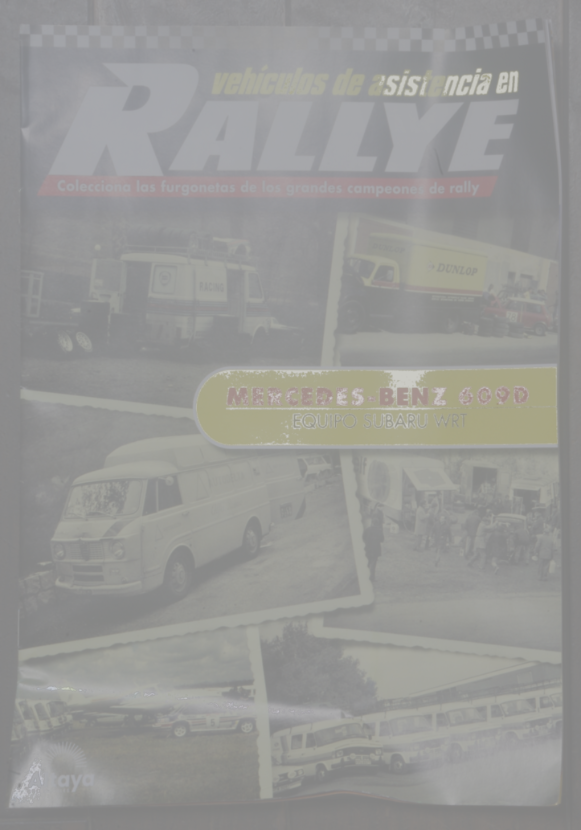 vehículos de asistencia en
RALLYE
Colecciona las furgonetas de los grandes campeones de rally
RACING
DUNLOP
MERCEDES-BENZ 609D
EQUIPO SUBARU WRT